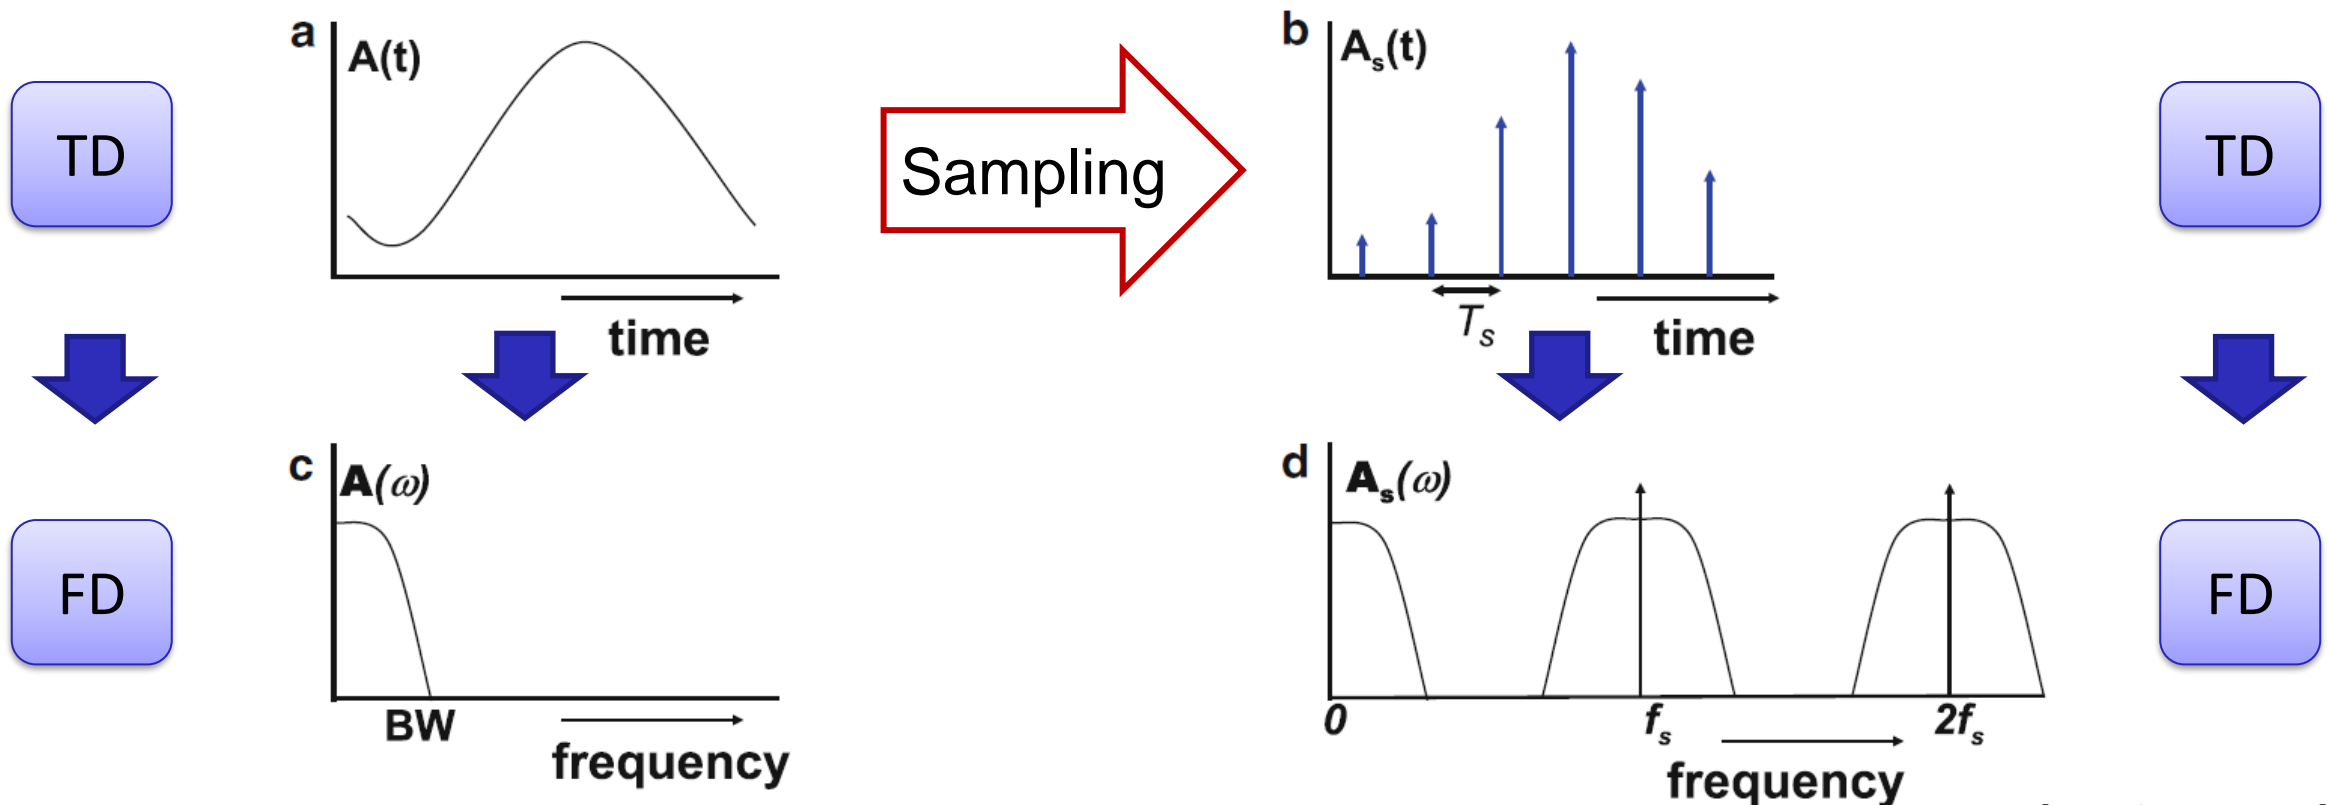 a
A(t)
time
TD
Sampling
b
Aₛ(t)
Tₛ
time
TD
c
A(ω)
BW
frequency
FD
d
Aₛ(ω)
0
fₛ
2fₛ
frequency
FD